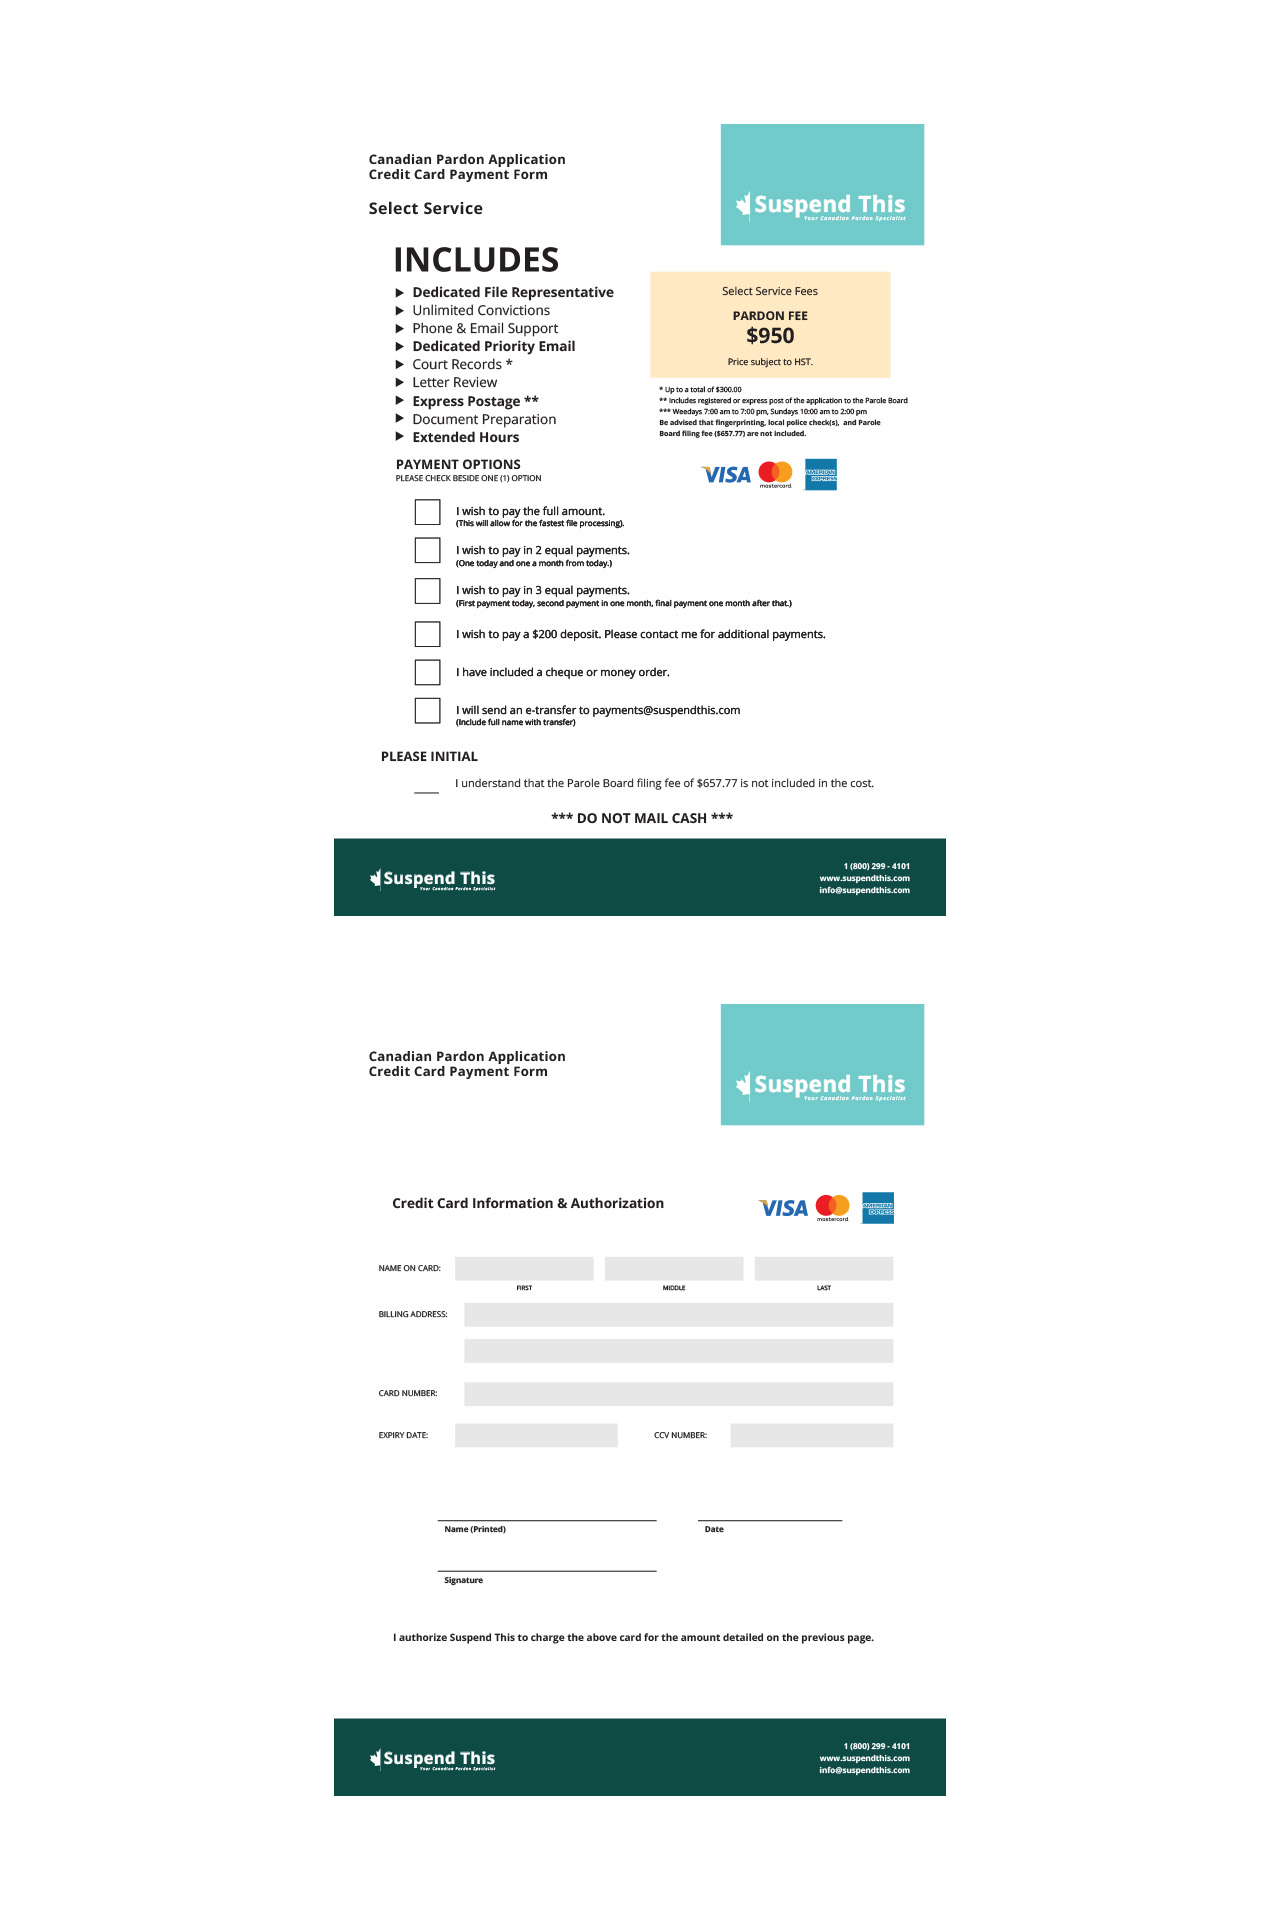 Canadian Pardon Application
Credit Card Payment Form
Suspend This
Your Canadian Pardon Specialist
Select Service
INCLUDES
Dedicated File Representative
Unlimited Convictions
Phone & Email Support
Dedicated Priority Email
Court Records *
Letter Review
Express Postage **
Document Preparation
Extended Hours
Select Service Fees
PARDON FEE
$950
Price subject to HST.
* Up to a total of $300.00
** Includes registered or express post of the application to the Parole Board
*** Weedays 7:00 am to 7:00 pm, Sundays 10:00 am to 2:00 pm
Be advised that fingerprinting, local police check(s), and Parole
Board filing fee ($657.77) are not included.
PAYMENT OPTIONS
PLEASE CHECK BESIDE ONE (1) OPTION
VISA
mastercard.
AMERICAN
EXPRESS
I wish to pay the full amount.
(This will allow for the fastest file processing).
I wish to pay in 2 equal payments.
(One today and one a month from today.)
I wish to pay in 3 equal payments.
(First payment today, second payment in one month, final payment one month after that.)
I wish to pay a $200 deposit. Please contact me for additional payments.
I have included a cheque or money order.
I will send an e-transfer to payments@suspendthis.com
(Include full name with transfer)
PLEASE INITIAL
I understand that the Parole Board filing fee of $657.77 is not included in the cost.
*** DO NOT MAIL CASH ***
Suspend This
Your Canadian Pardon Specialist
1 (800) 299 - 4101
www.suspendthis.com
info@suspendthis.com
Canadian Pardon Application
Credit Card Payment Form
Suspend This
Your Canadian Pardon Specialist
Credit Card Information & Authorization
VISA
mastercard.
AMERICAN
EXPRESS
NAME ON CARD:
FIRST MIDDLE LAST
BILLING ADDRESS:
CARD NUMBER:
EXPIRY DATE: CCV NUMBER:
Name (Printed) Date
Signature
I authorize Suspend This to charge the above card for the amount detailed on the previous page.
Suspend This
Your Canadian Pardon Specialist
1 (800) 299 - 4101
www.suspendthis.com
info@suspendthis.com